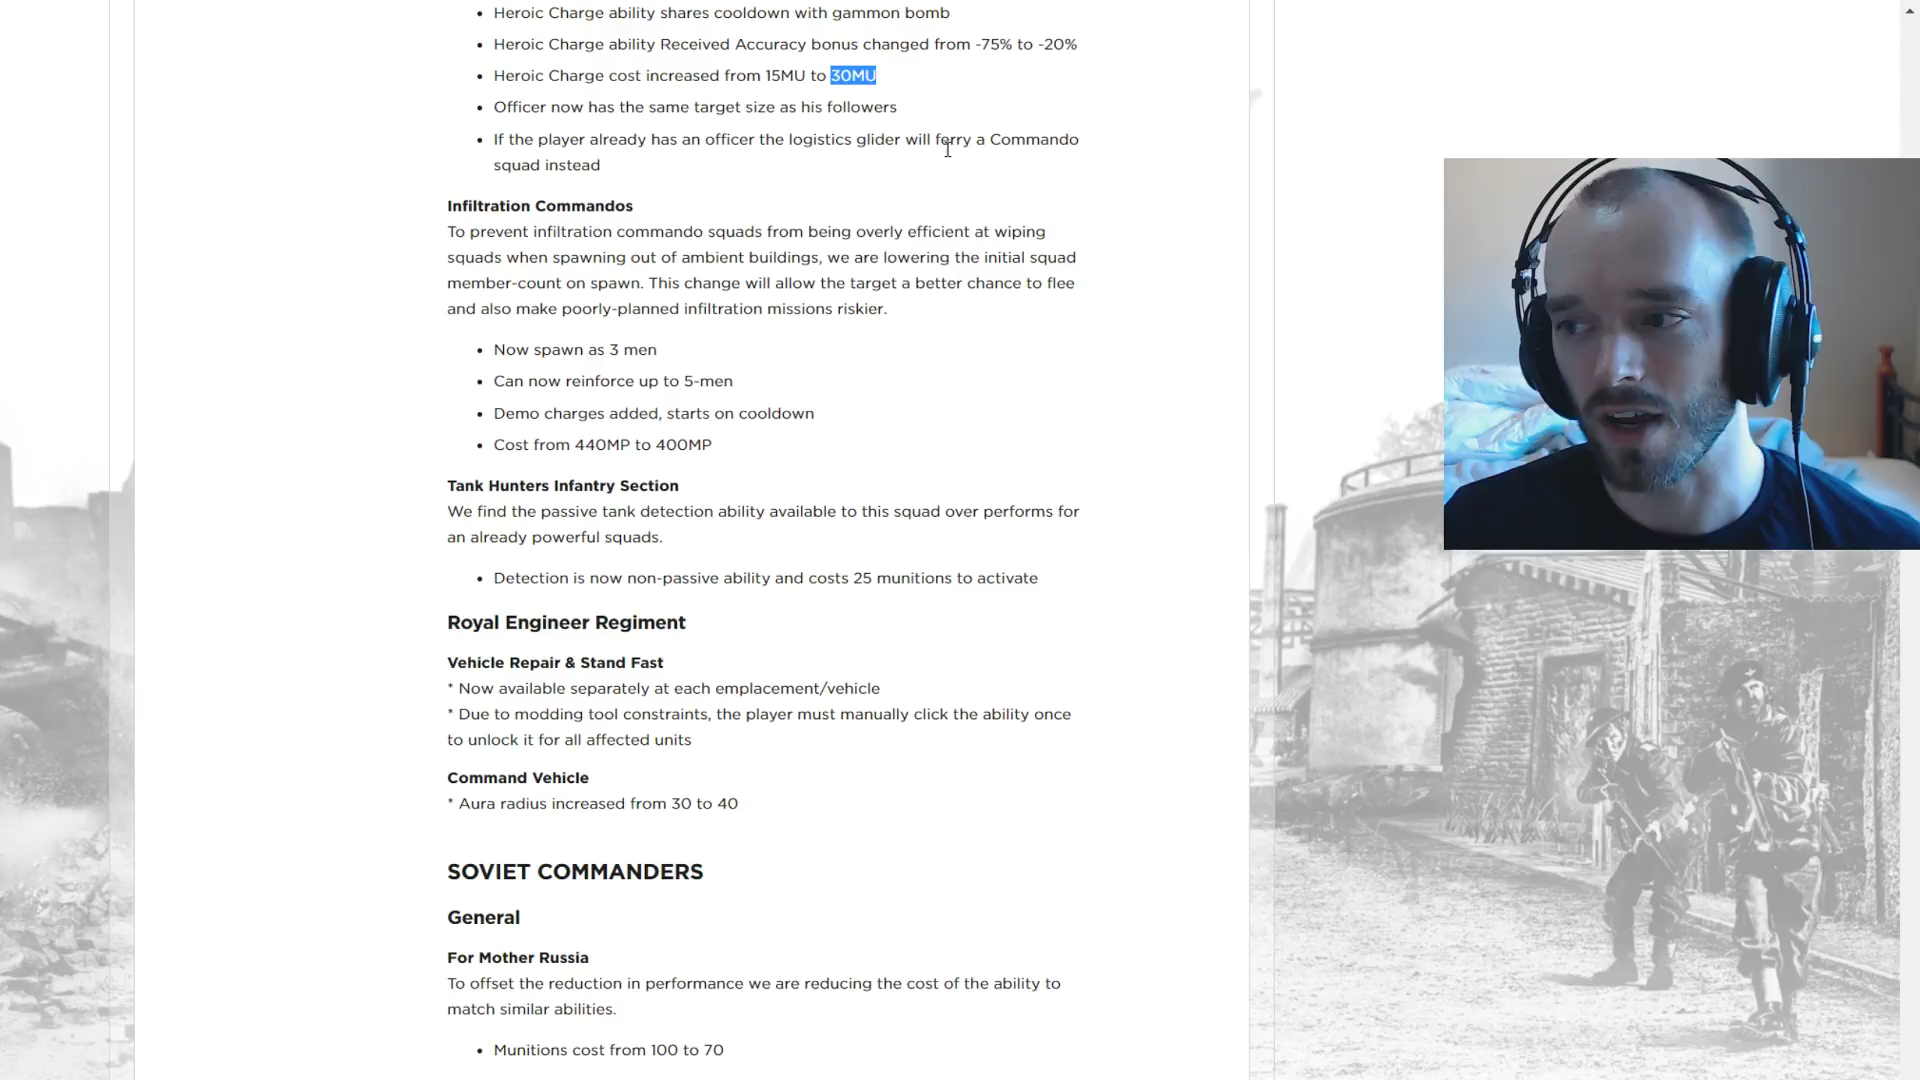 • Heroic Charge ability shares cooldown with gammon bomb
• Heroic Charge ability Received Accuracy bonus changed from -75% to -20%
• Heroic Charge cost increased from 15MU to 30MU
• Officer now has the same target size as his followers
• If the player already has an officer the logistics glider will ferry a Commando
squad instead
Infiltration Commandos
To prevent infiltration commando squads from being overly efficient at wiping
squads when spawning out of ambient buildings, we are lowering the initial squad
member-count on spawn. This change will allow the target a better chance to flee
and also make poorly-planned infiltration missions riskier.
• Now spawn as 3 men
• Can now reinforce up to 5-men
• Demo charges added, starts on cooldown
• Cost from 440MP to 400MP
Tank Hunters Infantry Section
We find the passive tank detection ability available to this squad over performs for
an already powerful squads.
• Detection is now non-passive ability and costs 25 munitions to activate
Royal Engineer Regiment
Vehicle Repair & Stand Fast
* Now available separately at each emplacement/vehicle
* Due to modding tool constraints, the player must manually click the ability once
to unlock it for all affected units
Command Vehicle
* Aura radius increased from 30 to 40
SOVIET COMMANDERS
General
For Mother Russia
To offset the reduction in performance we are reducing the cost of the ability to
match similar abilities.
• Munitions cost from 100 to 70